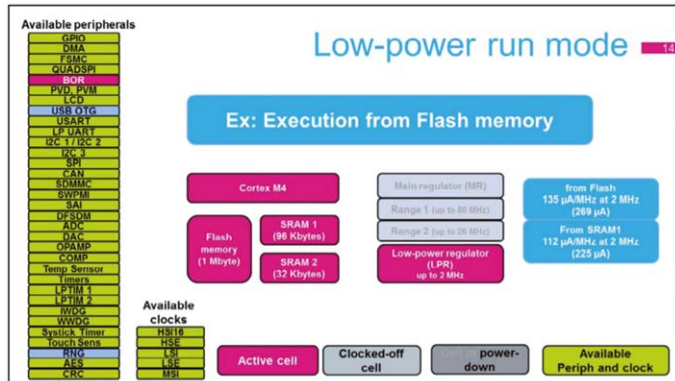 Available peripherals
GPIO
DMA
FSMC
QUADSPI
BOR
PVD, PVM
LCD
USB OTG
USART
LP UART
I2C 1 / I2C 2
I2C 3
SPI
CAN
SDMMC
SWPMI
SAI
DFSDM
ADC
DAC
OPAMP
COMP
Temp Sensor
Timers
LPTIM 1
LPTIM 2
IWDG
WWDG
Systick Timer
Touch Sens
RNG
AES
CRC
Available
clocks
HSI16
HSE
LSI
LSE
MSI
Low-power run mode
14
Ex: Execution from Flash memory
Cortex M4
Flash
memory
(1 Mbyte)
SRAM 1
(96 Kbytes)
SRAM 2
(32 Kbytes)
Main regulator (MR)
Range 1 (up to 80 MHz)
Range 2 (up to 26 MHz)
Low-power regulator
(LPR)
up to 2 MHz
from Flash
135 µA/MHz at 2 MHz
(269 µA)
From SRAM1
112 µA/MHz at 2 MHz
(225 µA)
Active cell
Clocked-off
cell
power-
down
Available
Periph and clock